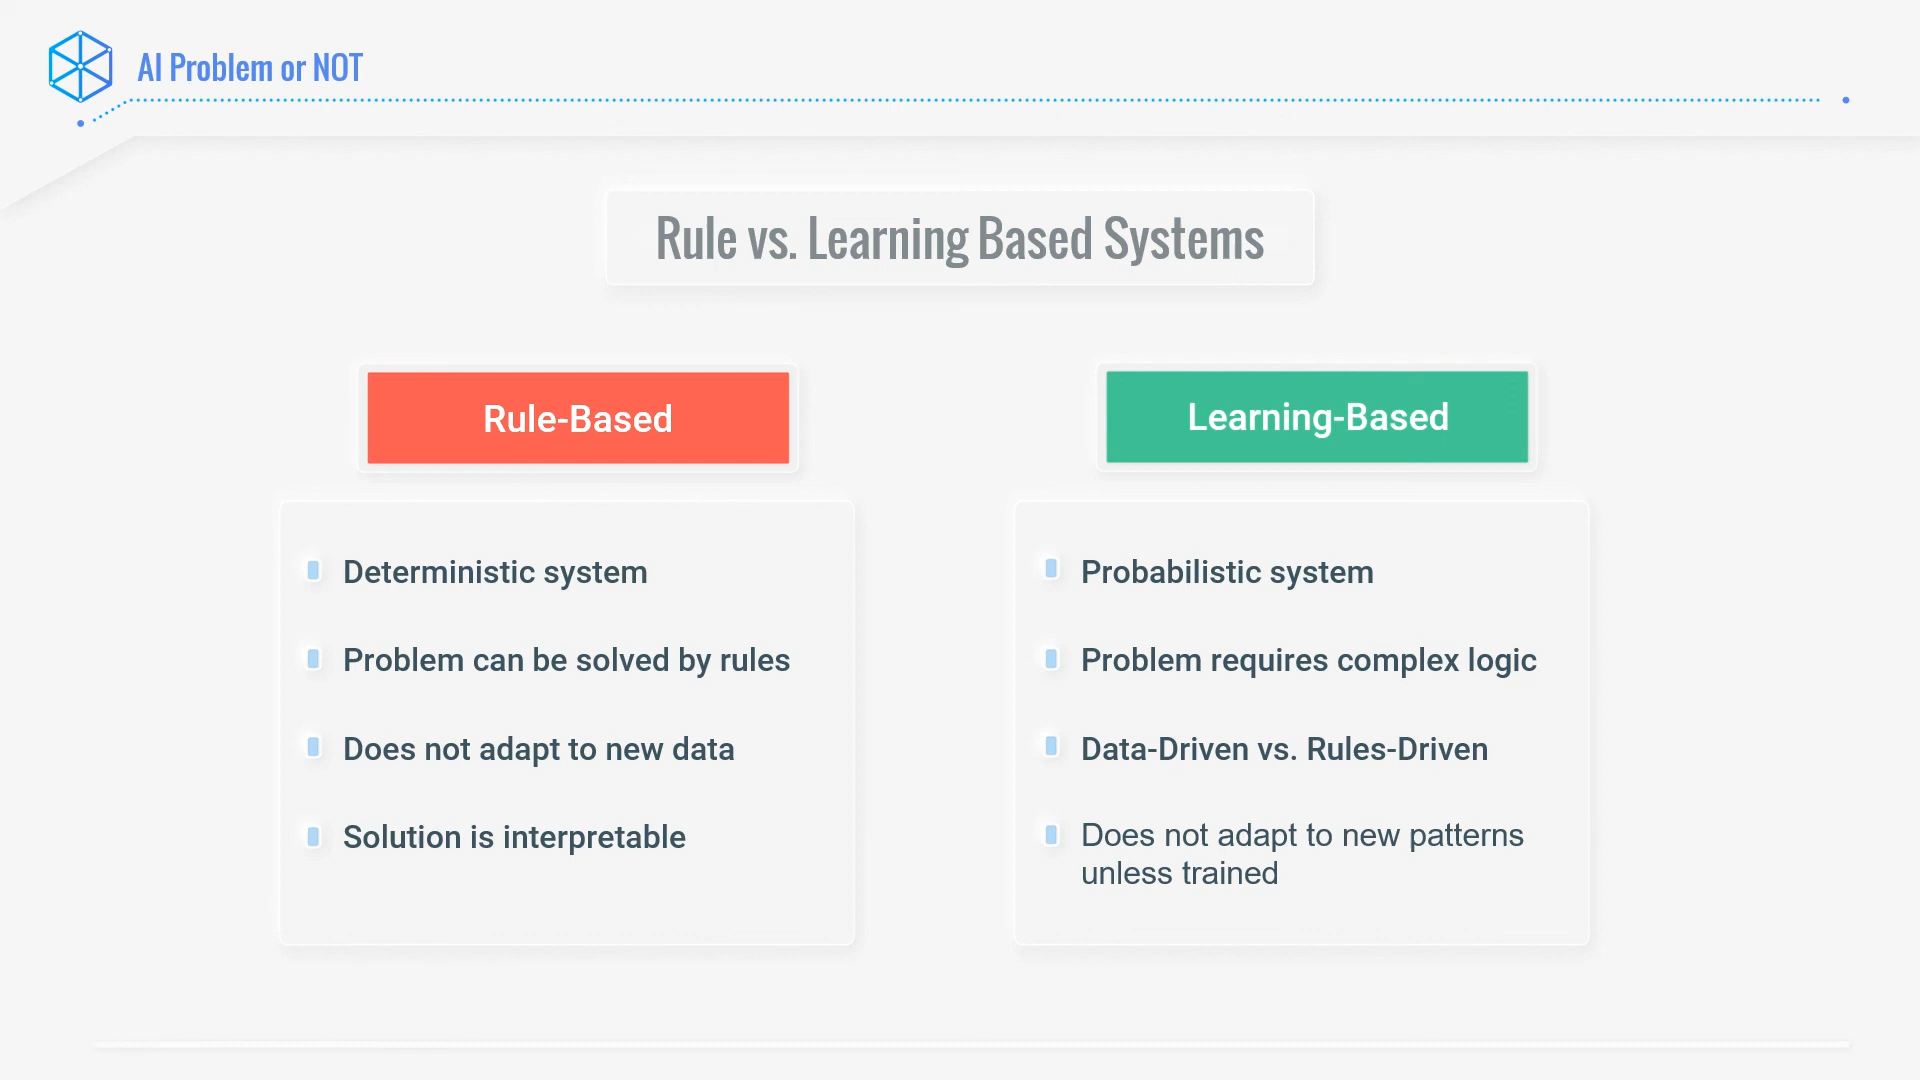 AI Problem or NOT
Rule vs. Learning Based Systems
Rule-Based
Deterministic system
Problem can be solved by rules
Does not adapt to new data
Solution is interpretable
Learning-Based
Probabilistic system
Problem requires complex logic
Data-Driven vs. Rules-Driven
Does not adapt to new patterns
unless trained